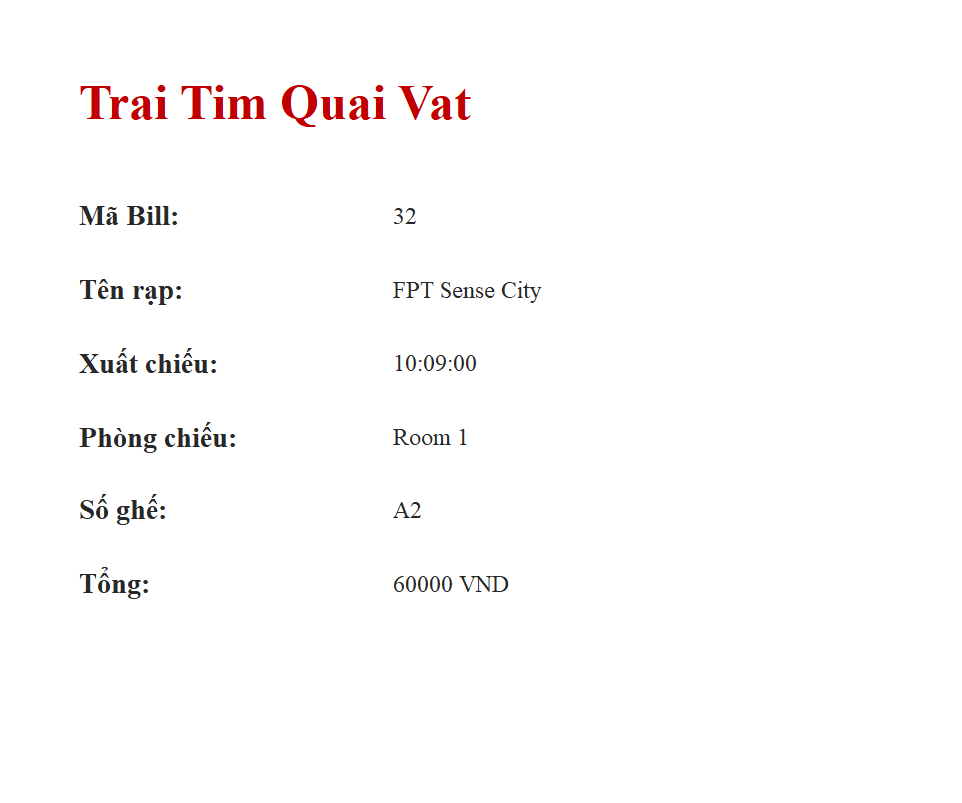 Trai Tim Quai Vat
Mã Bill: 32
Tên rạp: FPT Sense City
Xuất chiếu: 10:09:00
Phòng chiếu: Room 1
Số ghế: A2
Tổng: 60000 VND